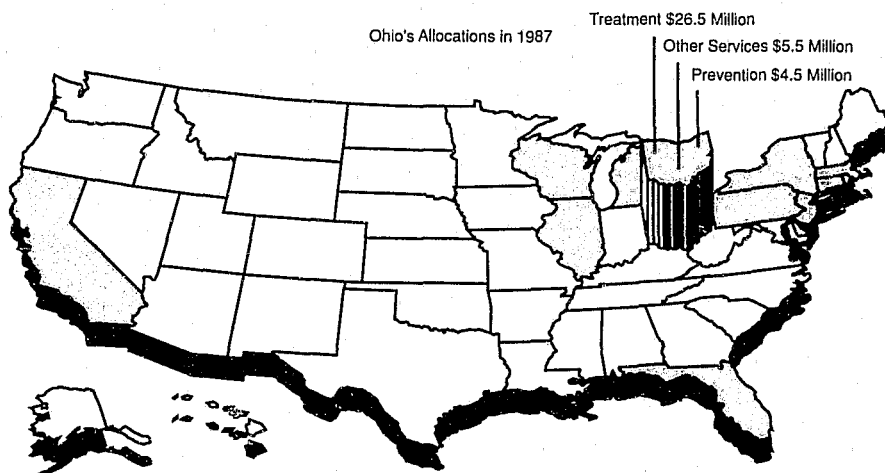 Ohio's Allocations in 1987
Treatment $26.5 Million
Other Services $5.5 Million
Prevention $4.5 Million